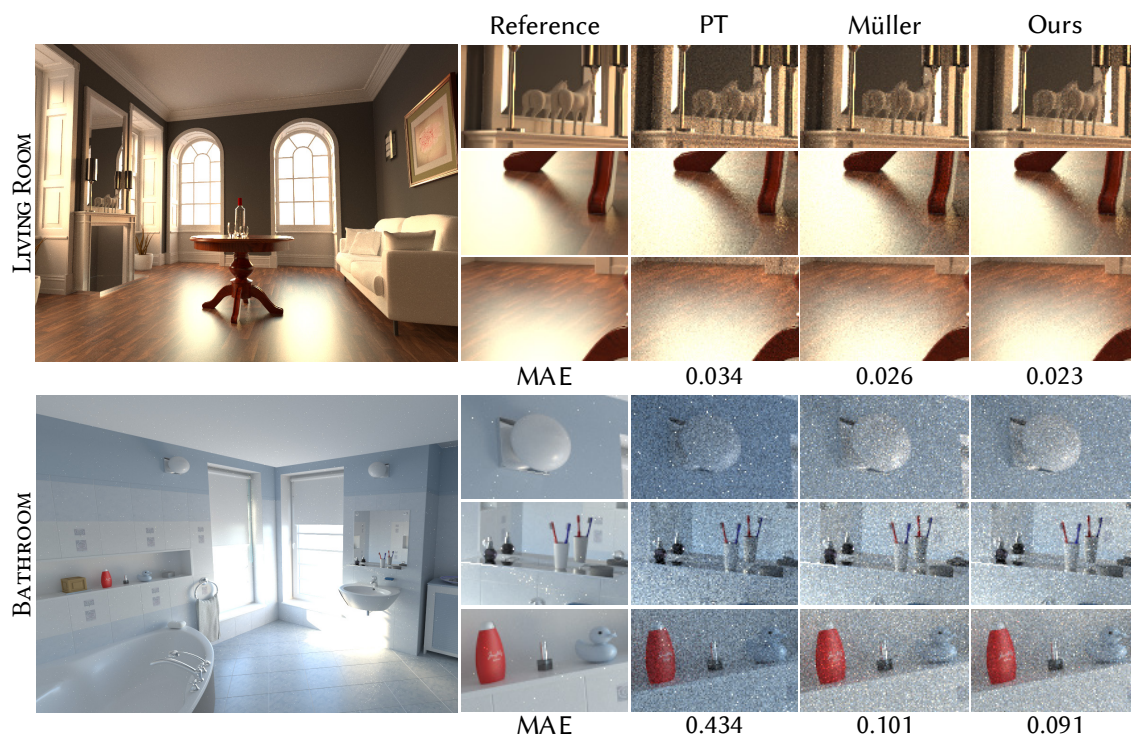 Reference PT Müller Ours
LIVING ROOM
MAE 0.034 0.026 0.023
BATHROOM
MAE 0.434 0.101 0.091